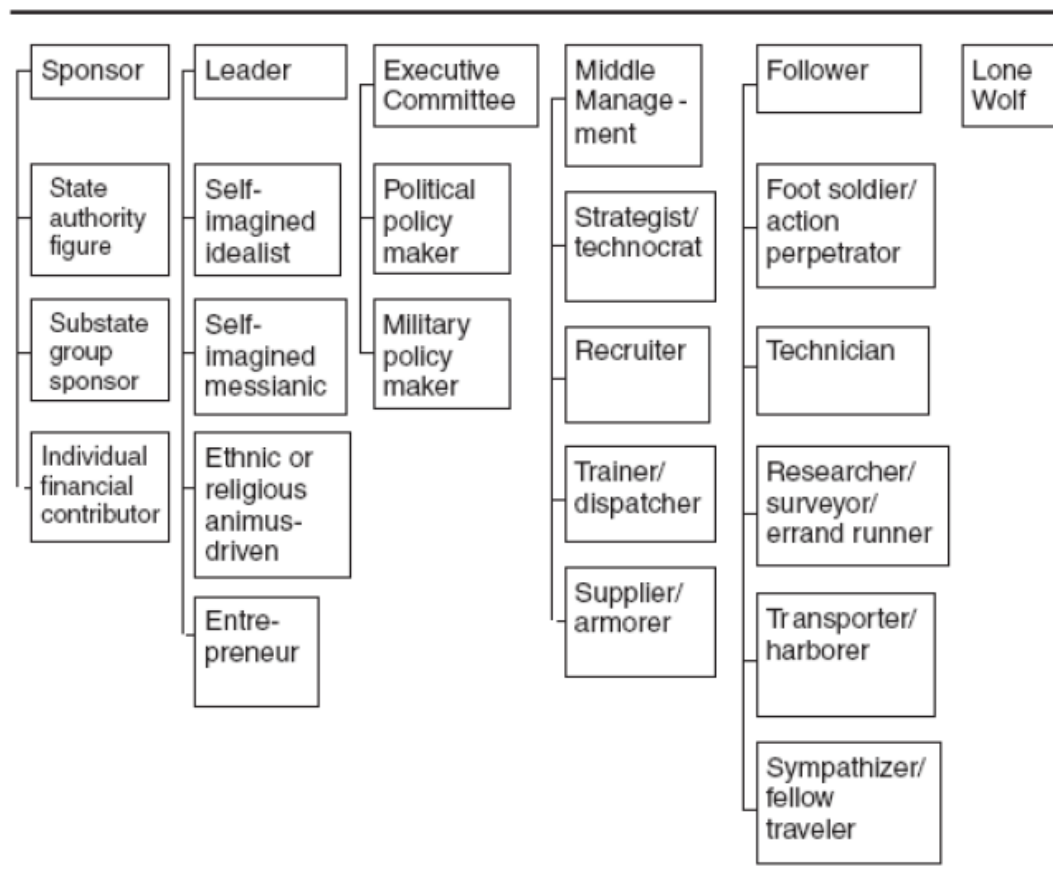 Sponsor
State
authority
figure
Substate
group
sponsor
Individual
financial
contributor
Leader
Self-
imagined
idealist
Self-
imagined
messianic
Ethnic or
religious
animus-
driven
Entre-
preneur
Executive
Committee
Political
policy
maker
Military
policy
maker
Middle
Manage-
ment
Strategist/
technocrat
Recruiter
Trainer/
dispatcher
Supplier/
armorer
Follower
Foot soldier/
action
perpetrator
Technician
Researcher/
surveyor/
errand runner
Transporter/
harborer
Sympathizer/
fellow
traveler
Lone
Wolf